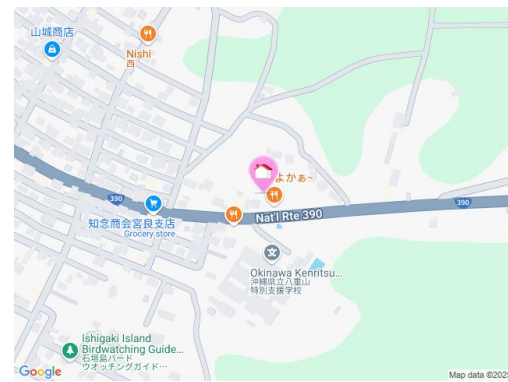 山城商店
Nishi
西
よかぁ~
390
390
Nat'l Rte 390
知念商会宮良支店
Grocery store
Okinawa Kenritsu...
沖縄県立八重山
特別支援学校
Ishigaki Island
Birdwatching Guide...
石垣島バード
ウオッチングガイド…
Google
Map data ©2025